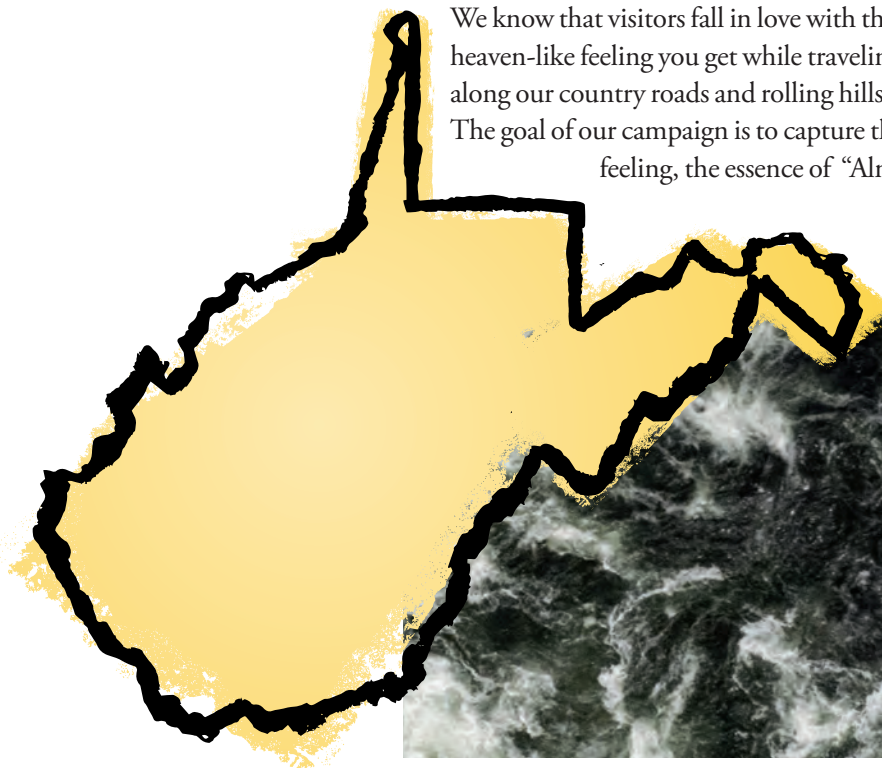 We know that visitors fall in love with th
heaven-like feeling you get while travelin
along our country roads and rolling hills
The goal of our campaign is to capture th
feeling, the essence of “Aln